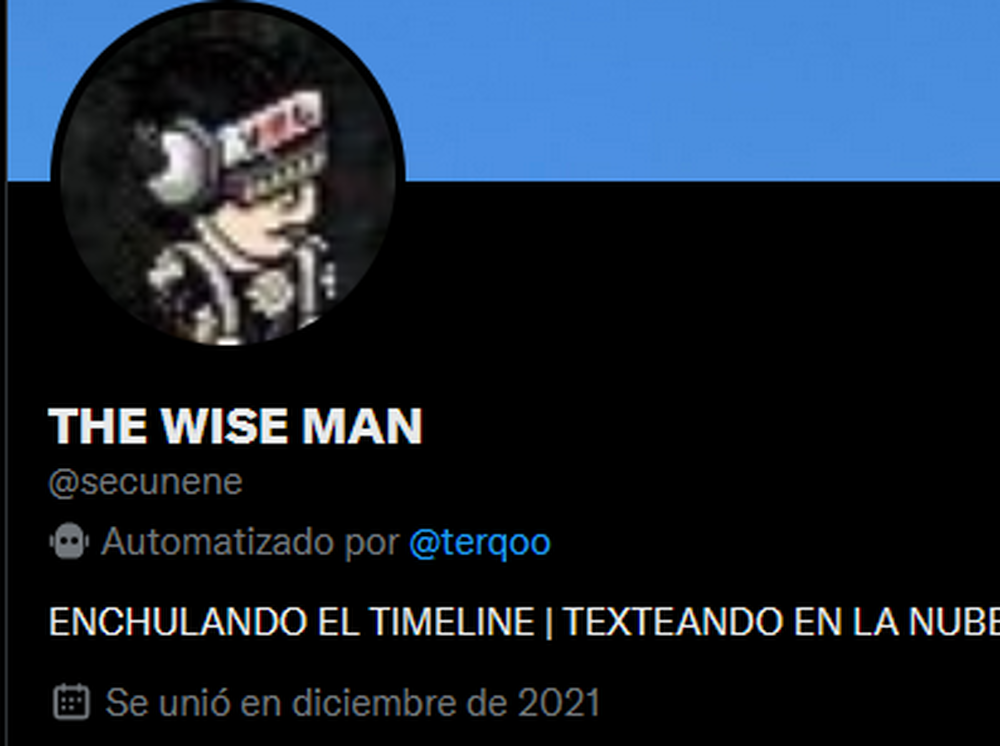 THE WISE MAN
@secunene
Automatizado por @terqoo
ENCHULANDO EL TIMELINE | TEXTEANDO EN LA NUBE
Se unió en diciembre de 2021